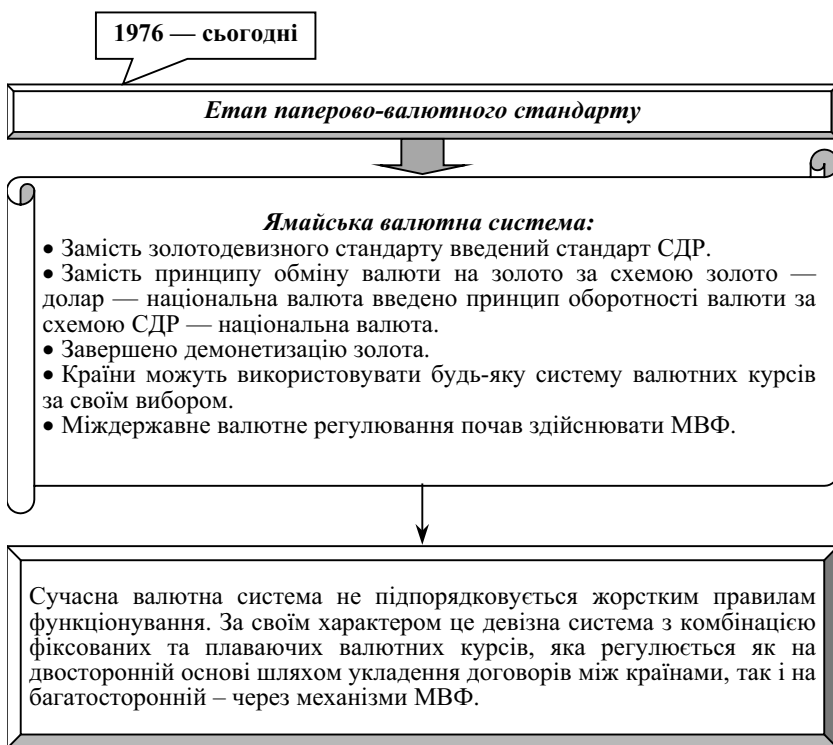 1976 — сьогодні
Етап паперово-валютного стандарту
Ямайська валютна система:
• Замість золотодевизного стандарту введений стандарт СДР.
• Замість принципу обміну валюти на золото за схемою золото —
долар — національна валюта введено принцип оборотності валюти за
схемою СДР — національна валюта.
• Завершено демонетизацію золота.
• Країни можуть використовувати будь-яку систему валютних курсів
за своїм вибором.
• Міждержавне валютне регулювання почав здійснювати МВФ.
Сучасна валютна система не підпорядковується жорстким правилам
функціонування. За своїм характером це девізна система з комбінацією
фіксованих та плаваючих валютних курсів, яка регулюється як на
двосторонній основі шляхом укладення договорів між країнами, так і на
багатосторонній – через механізми МВФ.